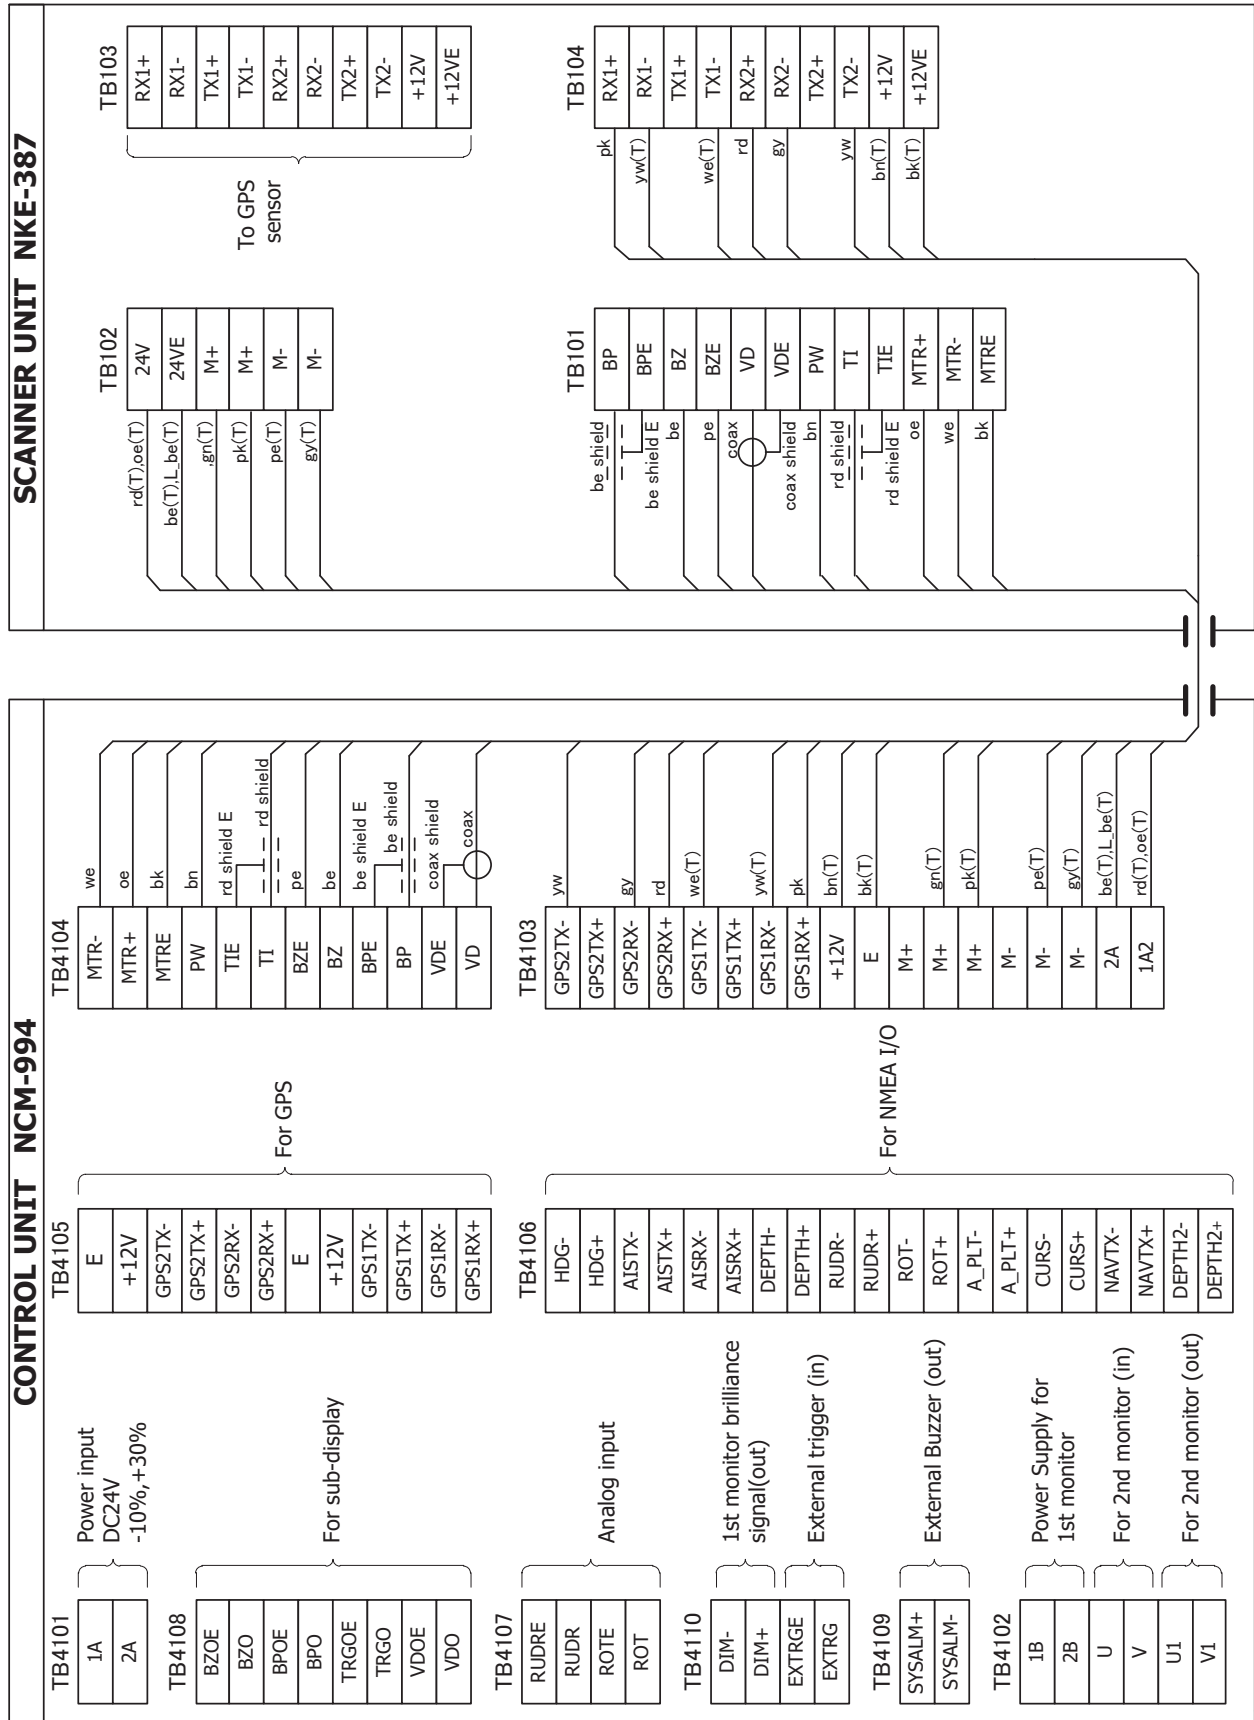 SCANNER UNIT NKE-387
TB102
24V
24VE
M+
M+
M-
M-
rd(T),oe(T)
be(T),L_be(T)
,gn(T)
pk(T)
pe(T)
gy(T)
TB103
RX1+
RX1-
TX1+
TX1-
RX2+
RX2-
TX2+
TX2-
+12V
+12VE
To GPS
sensor
TB101
BP
BPE
BZ
BZE
VD
VDE
PW
TI
TIE
MTR+
MTR-
MTRE
be shield
be shield E
be
pe
coax
coax shield
bn
rd shield
rd shield E
oe
we
bk
TB104
RX1+
RX1-
TX1+
TX1-
RX2+
RX2-
TX2+
TX2-
+12V
+12VE
pk
yw(T)
we(T)
rd
gy
yw
bn(T)
bk(T)
CONTROL UNIT NCM-994
TB4101
1A
2A
Power input
DC24V
-10%,+30%
TB4108
BZOE
BZO
BPOE
BPO
TRGOE
TRGO
VDOE
VDO
For sub-display
TB4107
RUDRE
RUDR
ROTE
ROT
Analog input
TB4110
DIM-
DIM+
EXTRGE
EXTRG
1st monitor brilliance
signal(out)
External trigger (in)
TB4109
SYSALM+
SYSALM-
External Buzzer (out)
TB4102
1B
2B
U
V
U1
V1
Power Supply for
1st monitor
For 2nd monitor (in)
For 2nd monitor (out)
TB4105
E
+12V
GPS2TX-
GPS2TX+
GPS2RX-
GPS2RX+
E
+12V
GPS1TX-
GPS1TX+
GPS1RX-
GPS1RX+
For GPS
TB4106
HDG-
HDG+
AISTX-
AISTX+
AISRX-
AISRX+
DEPTH-
DEPTH+
RUDR-
RUDR+
ROT-
ROT+
A_PLT-
A_PLT+
CURS-
CURS+
NAVTX-
NAVTX+
DEPTH2-
DEPTH2+
For NMEA I/O
TB4104
MTR-
MTR+
MTRE
PW
TIE
TI
BZE
BZ
BPE
BP
VDE
VD
we
oe
bk
bn
rd shield E
rd shield
pe
be
be shield E
be shield
coax shield
coax
TB4103
GPS2TX-
GPS2TX+
GPS2RX-
GPS2RX+
GPS1TX-
GPS1TX+
GPS1RX-
GPS1RX+
+12V
E
M+
M+
M+
M-
M-
M-
2A
1A2
yw
gy
rd
we(T)
yw(T)
pk
bn(T)
bk(T)
gn(T)
pk(T)
pe(T)
gy(T)
be(T),L_be(T)
rd(T),oe(T)